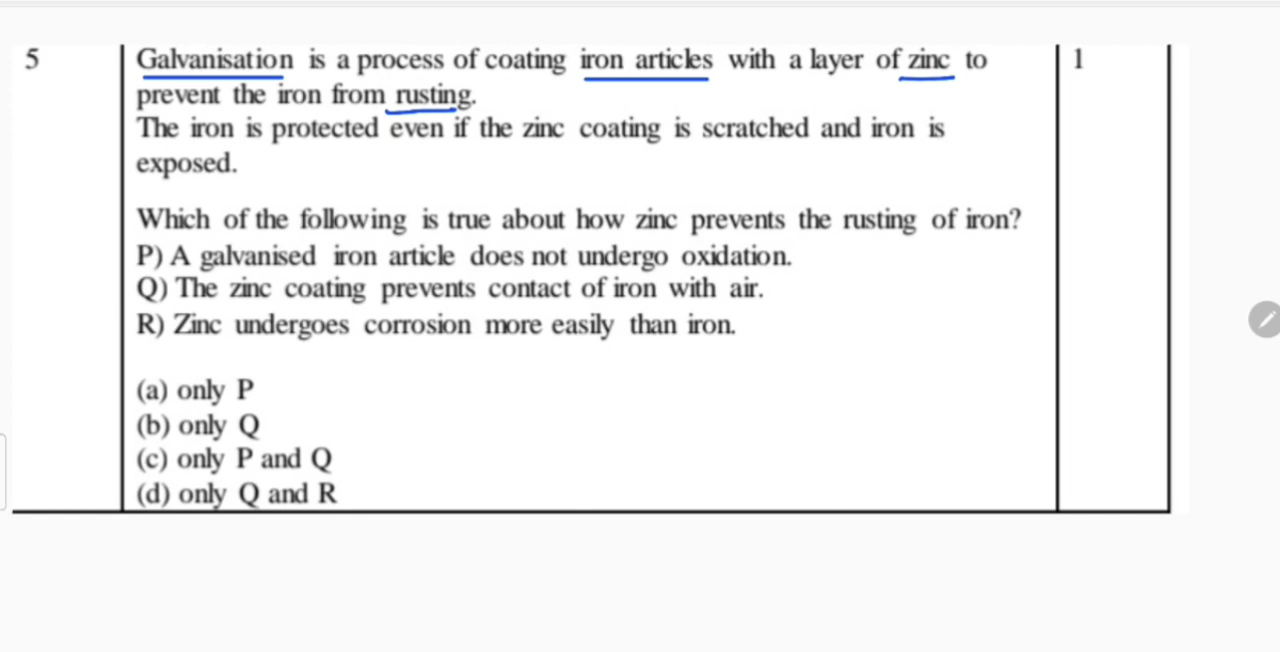 5
Galvanisation is a process of coating iron articles with a layer of zinc to
1
prevent the iron from rusting.
The iron is protected even if the zinc coating is scratched and iron is
exposed.
Which of the following is true about how zinc prevents the rusting of iron?
P) A galvanised iron article does not undergo oxidation.
Q) The zinc coating prevents contact of iron with air.
R) Zinc undergoes corrosion more easily than iron.
(a) only P
(b) only Q
(c) only P and Q
(d) only Q and R